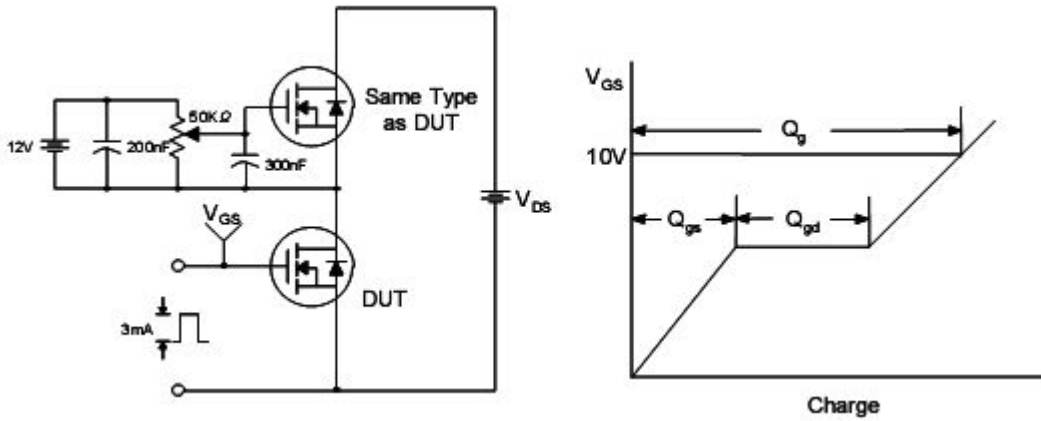 Same Type
as DUT
50KΩ
12V
200nF
300nF
V_GS
V_DS
DUT
3mA
V_GS
10V
Q_g
Q_gs
Q_gd
Charge